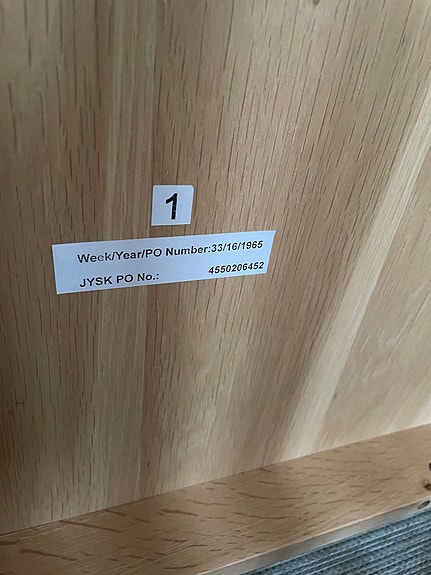 1
Week/Year/PO Number:33/16/1965
JYSK PO No.: 4550206452